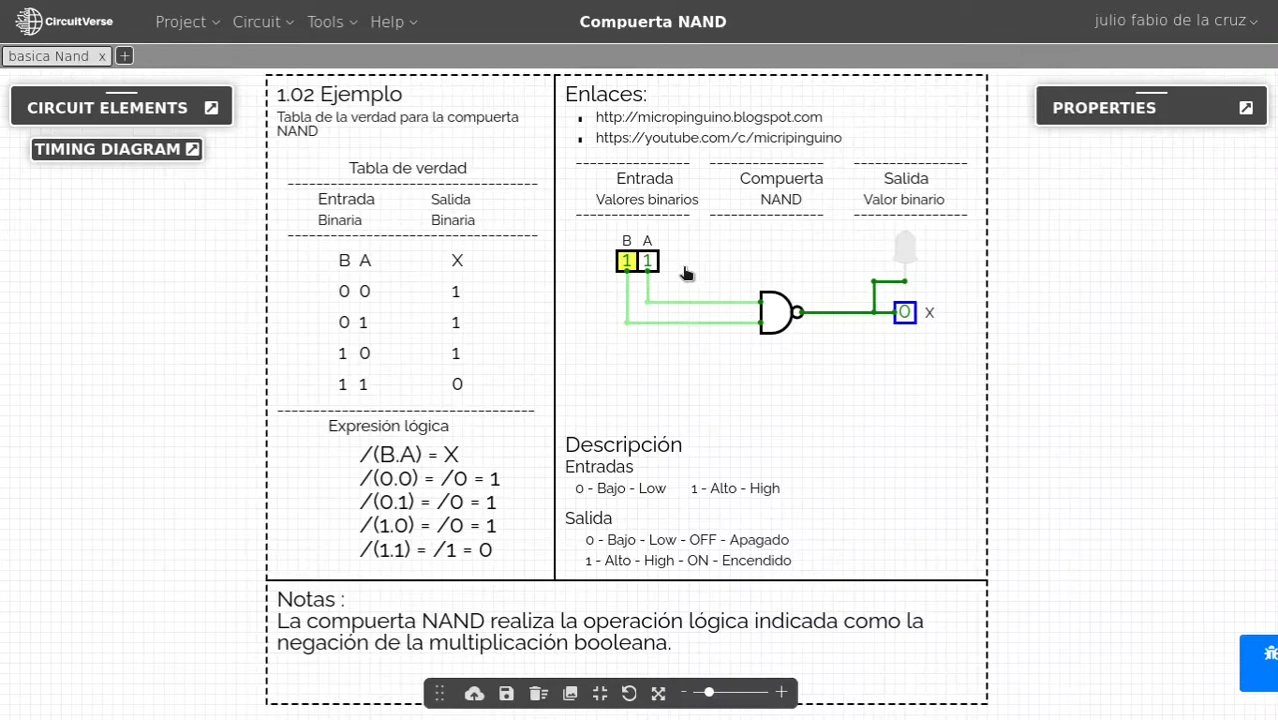 CircuitVerse
Project
Circuit
Tools
Help
Compuerta NAND
julio fabio de la cruz
basica Nand x
+
CIRCUIT ELEMENTS
TIMING DIAGRAM
PROPERTIES
1.02 Ejemplo
Tabla de la verdad para la compuerta
NAND
Tabla de verdad
-----------------------------------
Entrada Salida
Binaria Binaria
-----------------------------------
B A X
0 0 1
0 1 1
1 0 1
1 1 0
------------------------------------
Expresión lógica
/(B.A) = X
/(0.0) = /0 = 1
/(0.1) = /0 = 1
/(1.0) = /0 = 1
/(1.1) = /1 = 0
Enlaces:
http://micropinguino.blogspot.com
https://youtube.com/c/micripinguino
---------------- ---------------- ----------------
Entrada Compuerta Salida
Valores binarios NAND Valor binario
---------------- ---------------- ----------------
B A
1 1
0 X
Descripción
Entradas
0 - Bajo - Low 1 - Alto - High
Salida
0 - Bajo - Low - OFF - Apagado
1 - Alto - High - ON - Encendido
Notas :
La compuerta NAND realiza la operación lógica indicada como la
negación de la multiplicación booleana.
- +